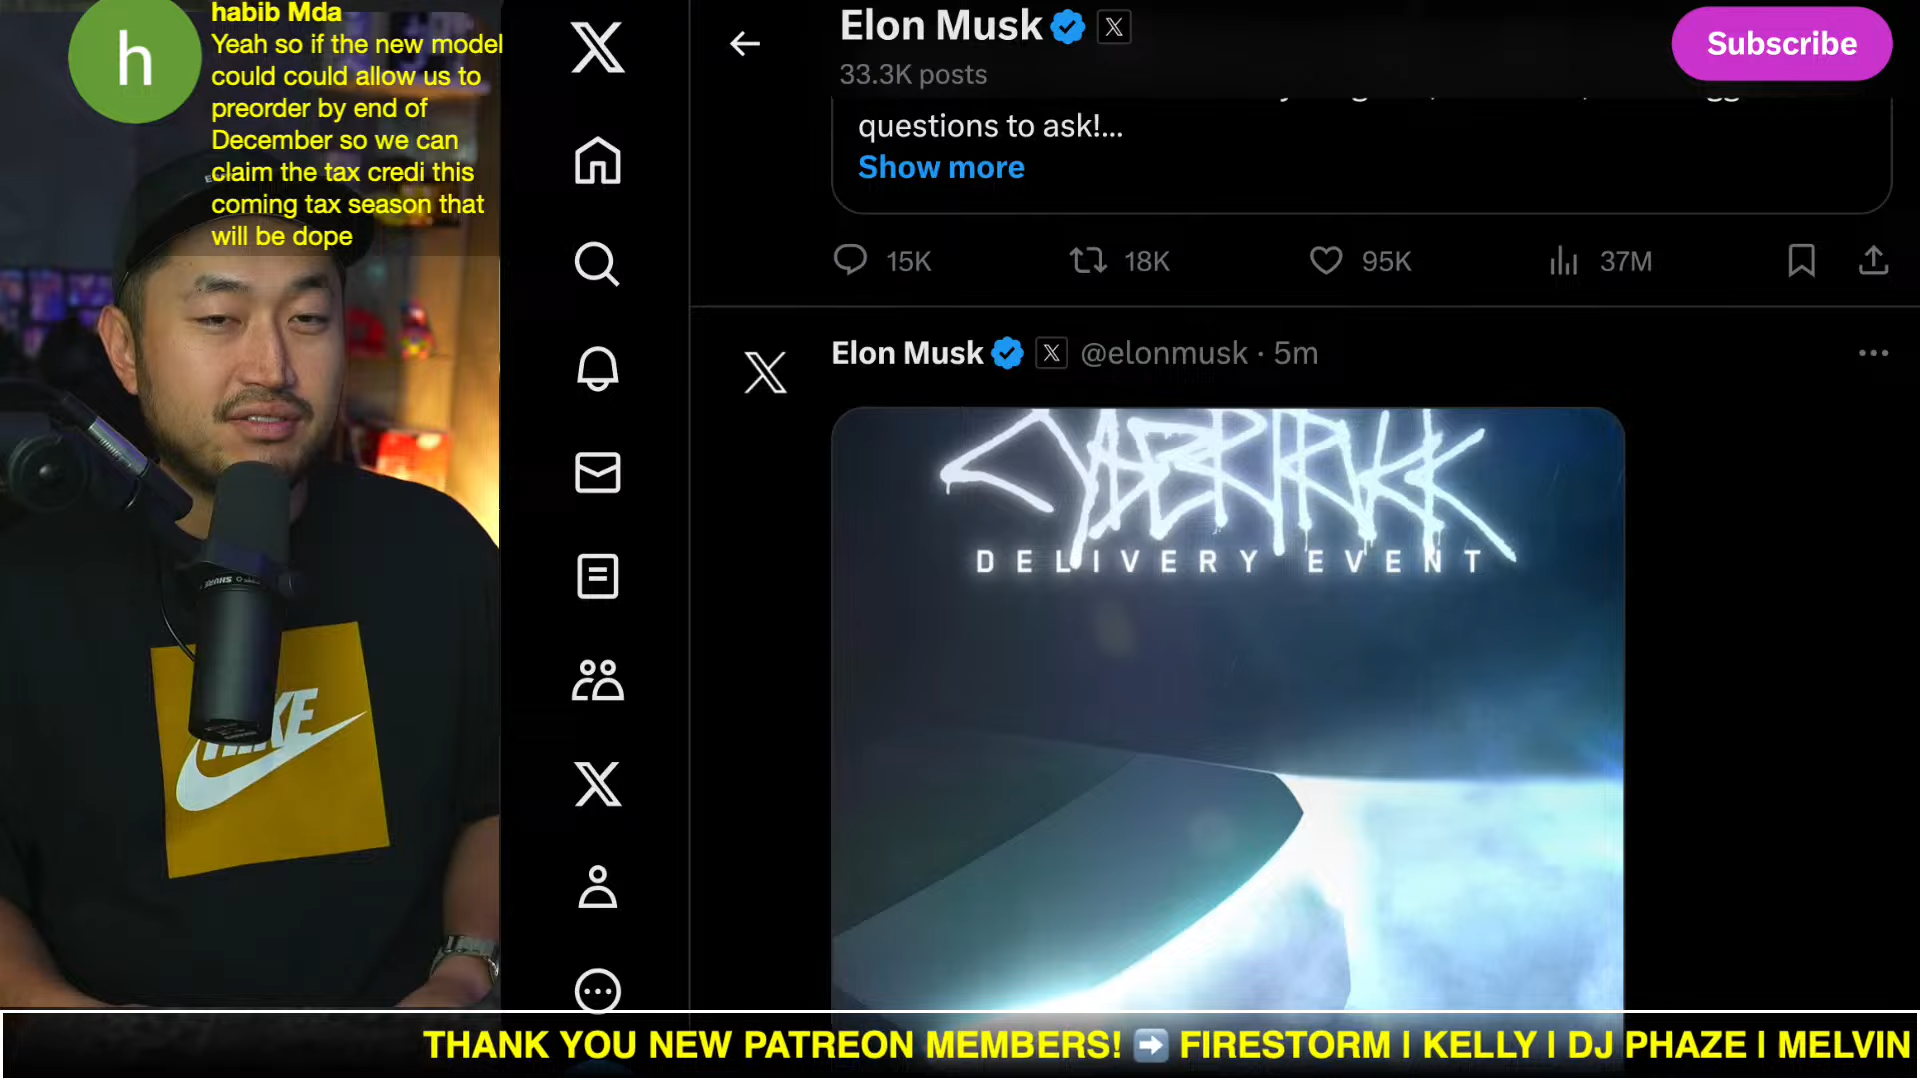 habib Mda
Yeah so if the new model
could could allow us to
preorder by end of
December so we can
claim the tax credi this
coming tax season that
will be dope
h
Elon Musk
33.3K posts
Subscribe
questions to ask!...
Show more
15K
18K
95K
37M
Elon Musk @elonmusk · 5m
CYBERTRUCK
DELIVERY EVENT
SHURE
NIKE
THANK YOU NEW PATREON MEMBERS! ➡ FIRESTORM | KELLY | DJ PHAZE | MELVIN